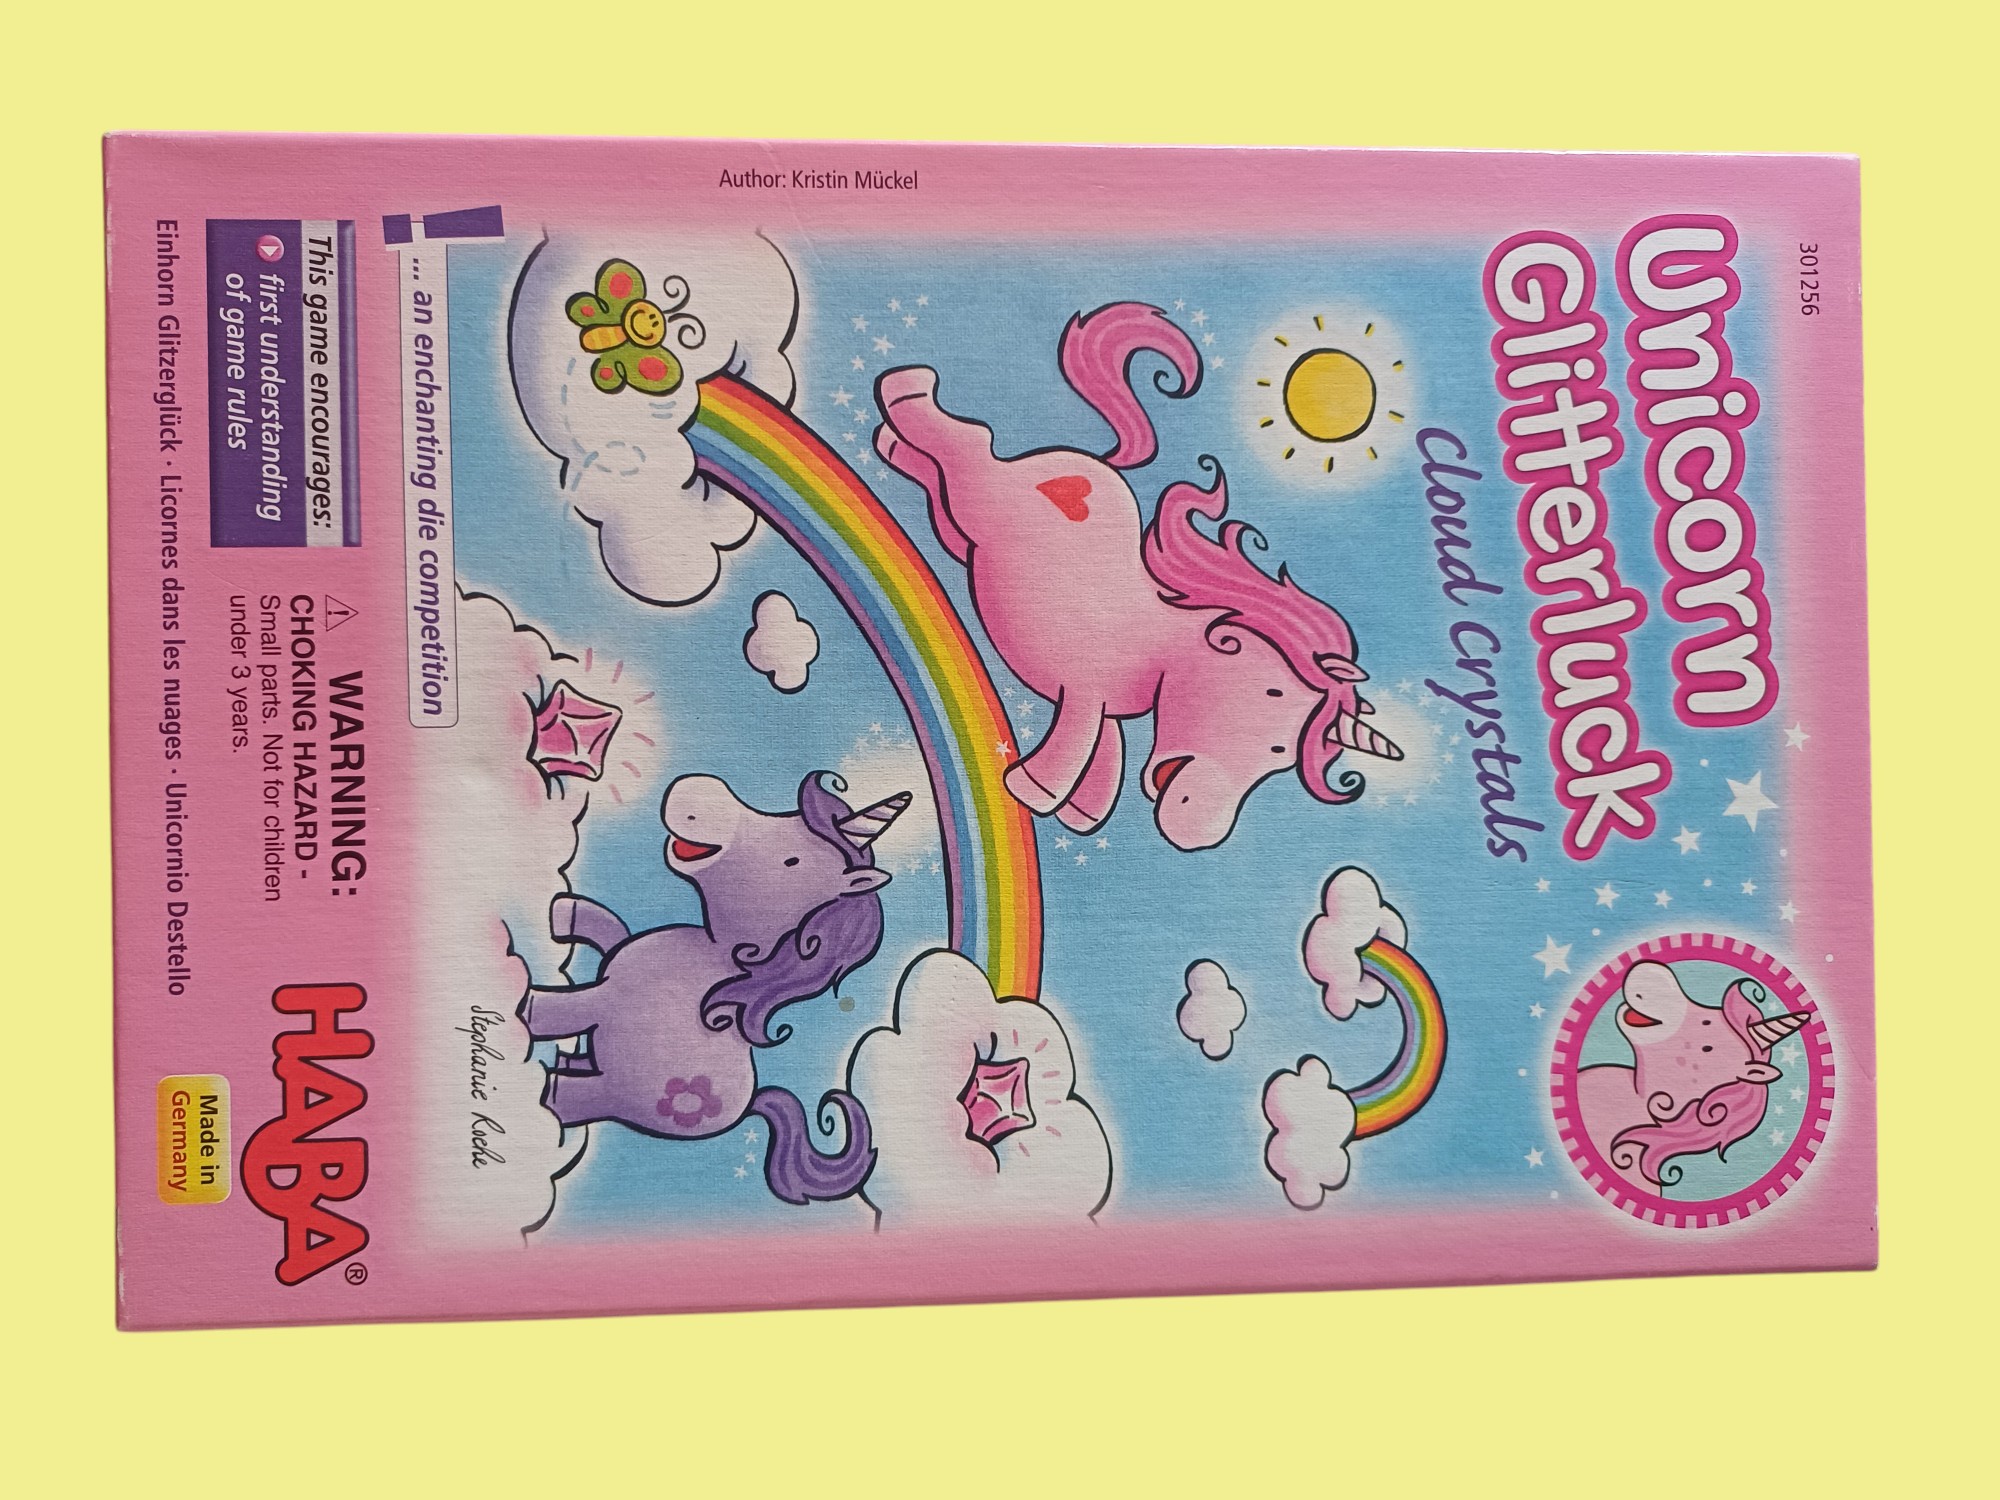 301256
Unicorn
Glitterluck
Cloud Crystals
Author: Kristin Mückel
Stephanie Roehe
... an enchanting die competition
This game encourages:
first understanding
of game rules
WARNING:
CHOKING HAZARD -
Small parts. Not for children
under 3 years.
HABA®
Made in
Germany
Einhorn Glitzerglück · Licornes dans les nuages · Unicornio Destello